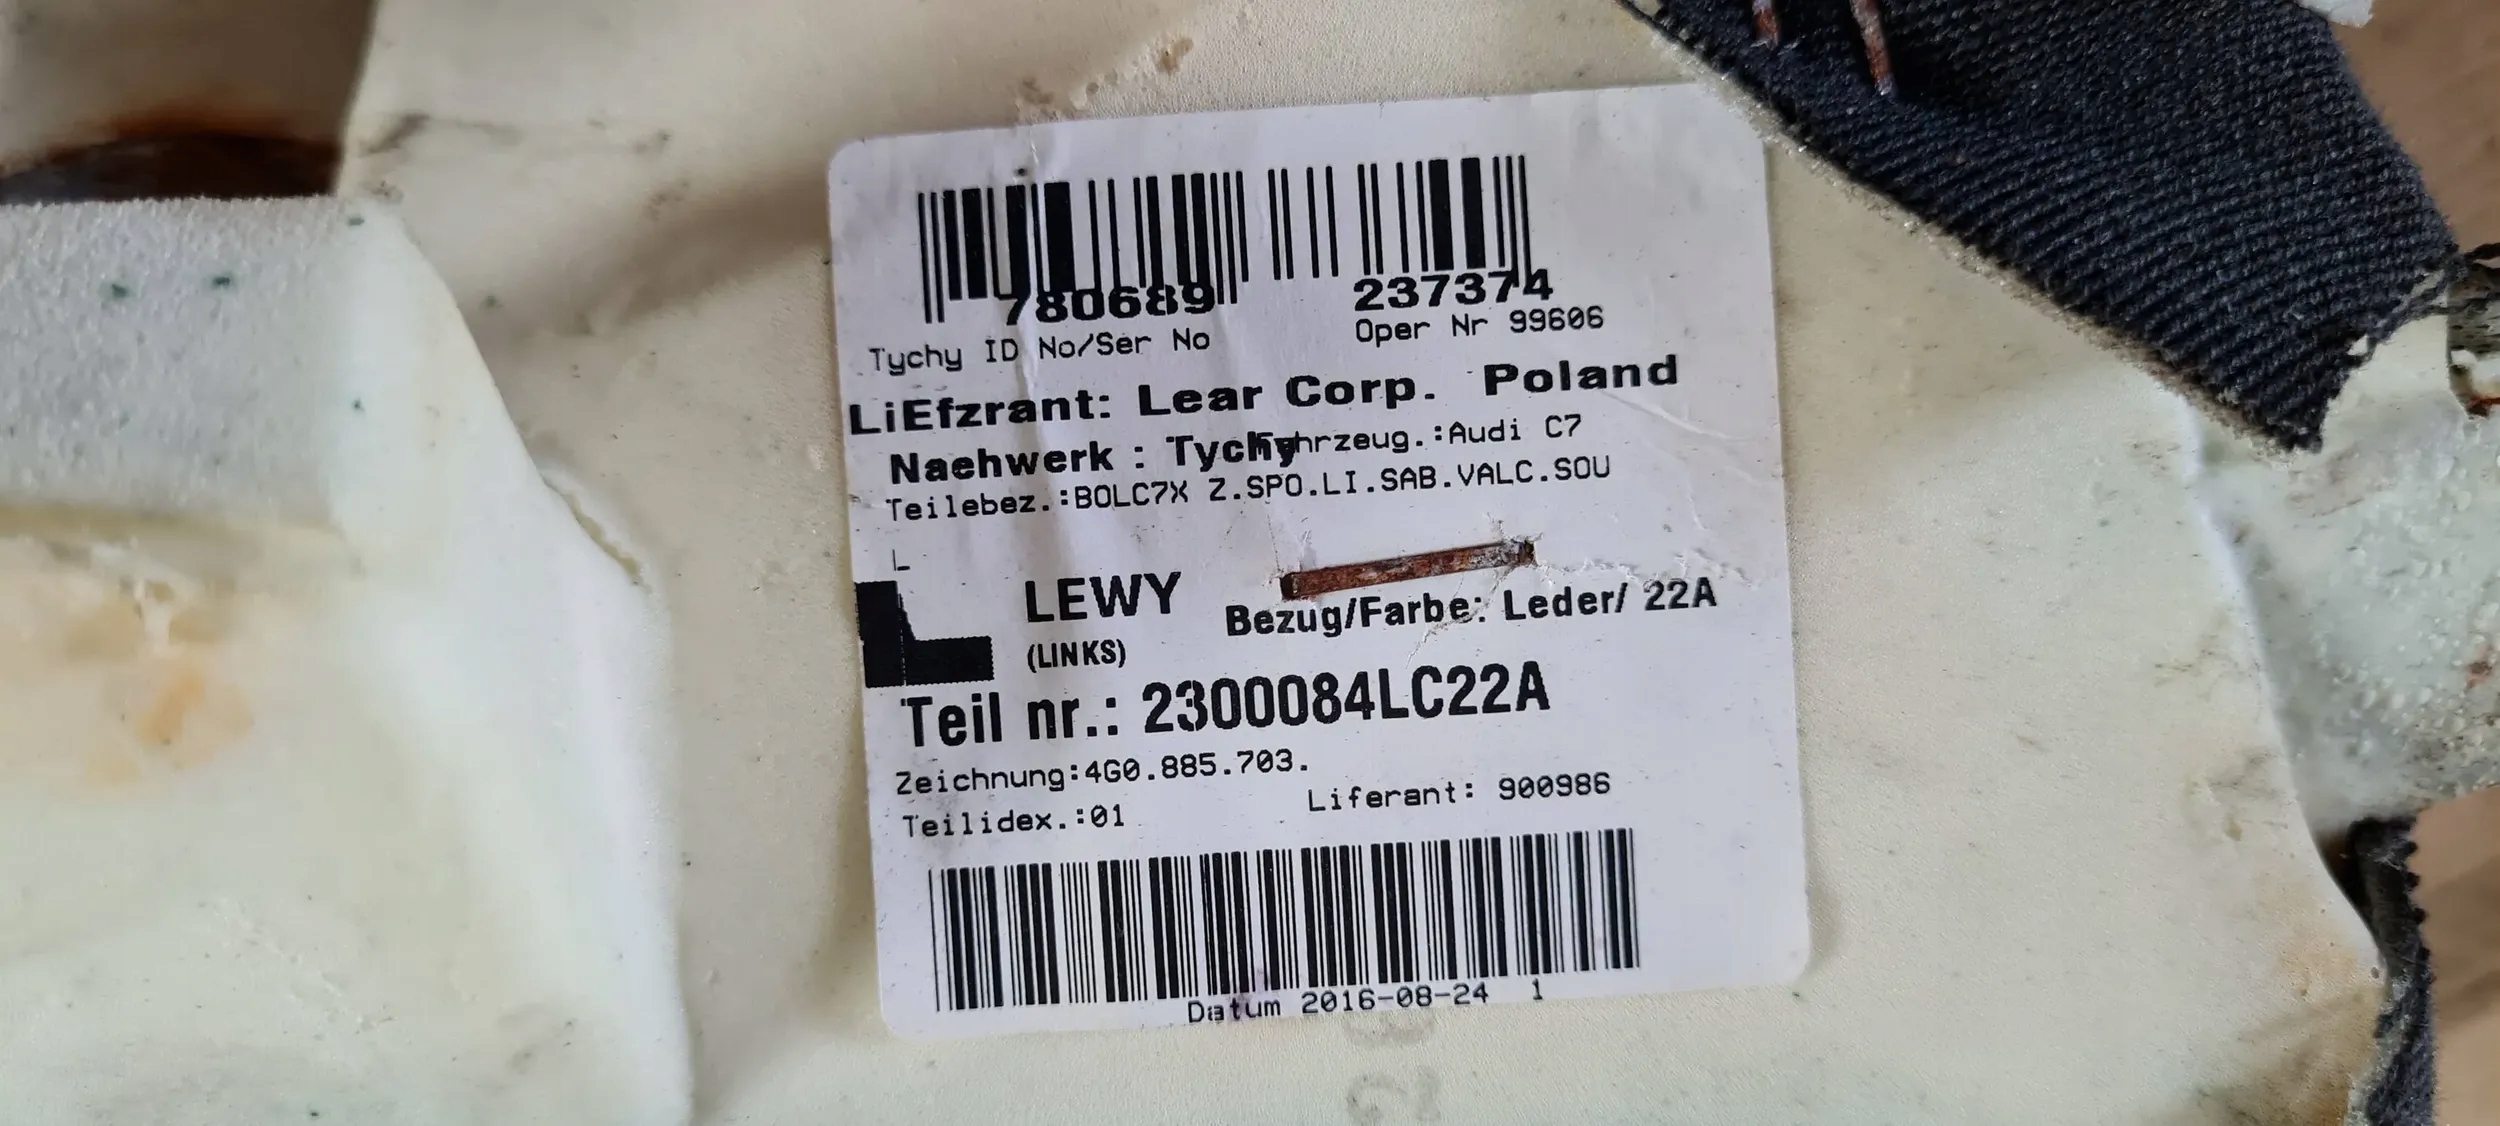 780689 237374
Tychy ID No/Ser No Oper Nr 99606
LiEfzrant: Lear Corp. Poland
Naehwerk : Tychy Fahrzeug.:Audi C7
Teilebez.:BOLC7X Z.SPO.LI.SAB.VALC.SOU
L
L LEWY
(LINKS) Bezug/Farbe: Leder/ 22A
Teil nr.: 2300084LC22A
Zeichnung:4G0.885.703.
Teilidex.:01 Liferant: 900986
Datum 2016-08-24 1